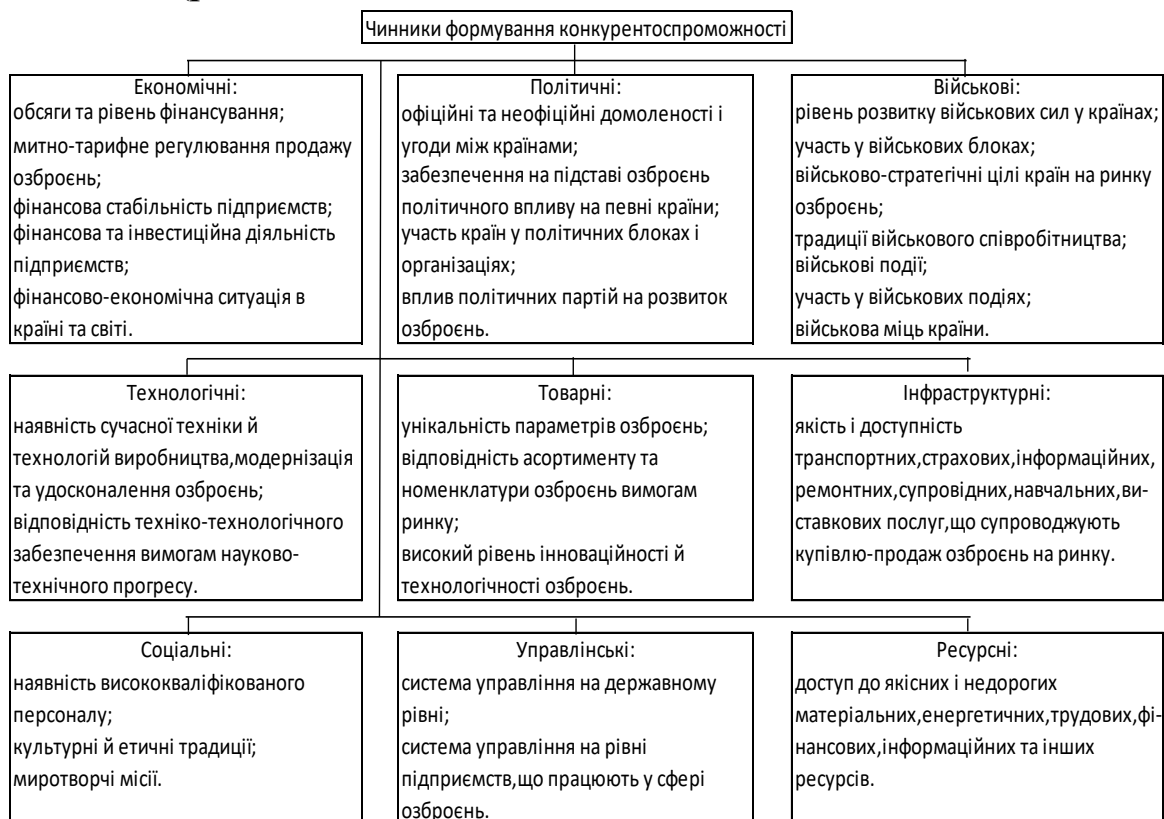 Чинники формування конкурентоспроможності
Економічні:
обсяги та рівень фінансування;
митно-тарифне регулювання продажу
озброєнь;
фінансова стабільність підприємств;
фінансова та інвестиційна діяльність
підприємств;
фінансово-економічна ситуація в
країні та світі.
Політичні:
офіційні та неофіційні домоленості і
угоди між країнами;
забезпечення на підставі озброєнь
політичного впливу на певні країни;
участь країн у політичних блоках і
організаціях;
вплив політичних партій на розвиток
озброєнь.
Військові:
рівень розвитку військових сил у країнах;
участь у військових блоках;
військово-стратегічні цілі країн на ринку
озброєнь;
традиції військового співробітництва;
військові події;
участь у військових подіях;
військова міць країни.
Технологічні:
наявність сучасної техніки й
технологій виробництва,модернізація
та удосконалення озброєнь;
відповідність техніко-технологічного
забезпечення вимогам науково-
технічного прогресу.
Товарні:
унікальність параметрів озброєнь;
відповідність асортименту та
номенклатури озброєнь вимогам
ринку;
високий рівень інноваційності й
технологічності озброєнь.
Інфраструктурні:
якість і доступність
транспортних,страхових,інформаційних,
ремонтних,супровідних,навчальних,ви-
ставкових послуг,що супроводжують
купівлю-продаж озброєнь на ринку.
Соціальні:
наявність висококваліфікованого
персоналу;
культурні й етичні традиції;
миротворчі місії.
Управлінські:
система управління на державному
рівні;
система управління на рівні
підприємств,що працюють у сфері
озброєнь.
Ресурсні:
доступ до якісних і недорогих
матеріальних,енергетичних,трудових,фі-
нансових,інформаційних та інших
ресурсів.